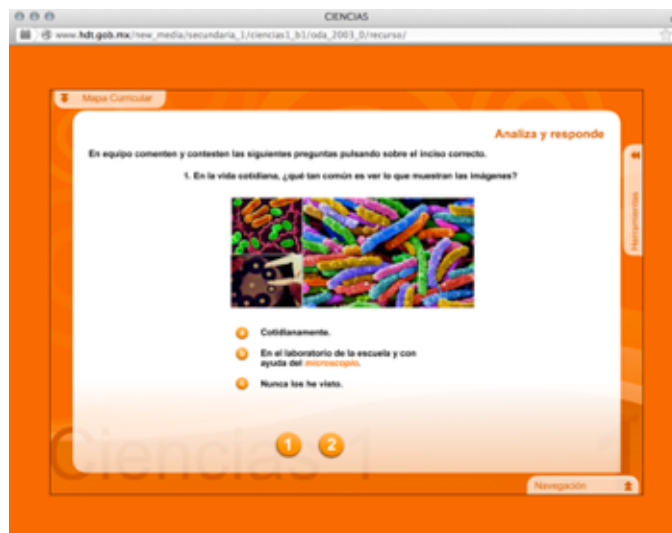 CIENCIAS
www.hdt.gob.mx/new_media/secundaria_1/ciencias1_b1/oda_2003_0/recurso/
Mapa Curricular
Analiza y responde
En equipo comenten y contesten las siguientes preguntas pulsando sobre el inciso correcto.
1. En la vida cotidiana, ¿qué tan común es ver lo que muestran las imágenes?
Herramientas
a Cotidianamente.
b En el laboratorio de la escuela y con
ayuda del microscopio.
c Nunca los he visto.
1 2
Ciencias 1
1
Navegación